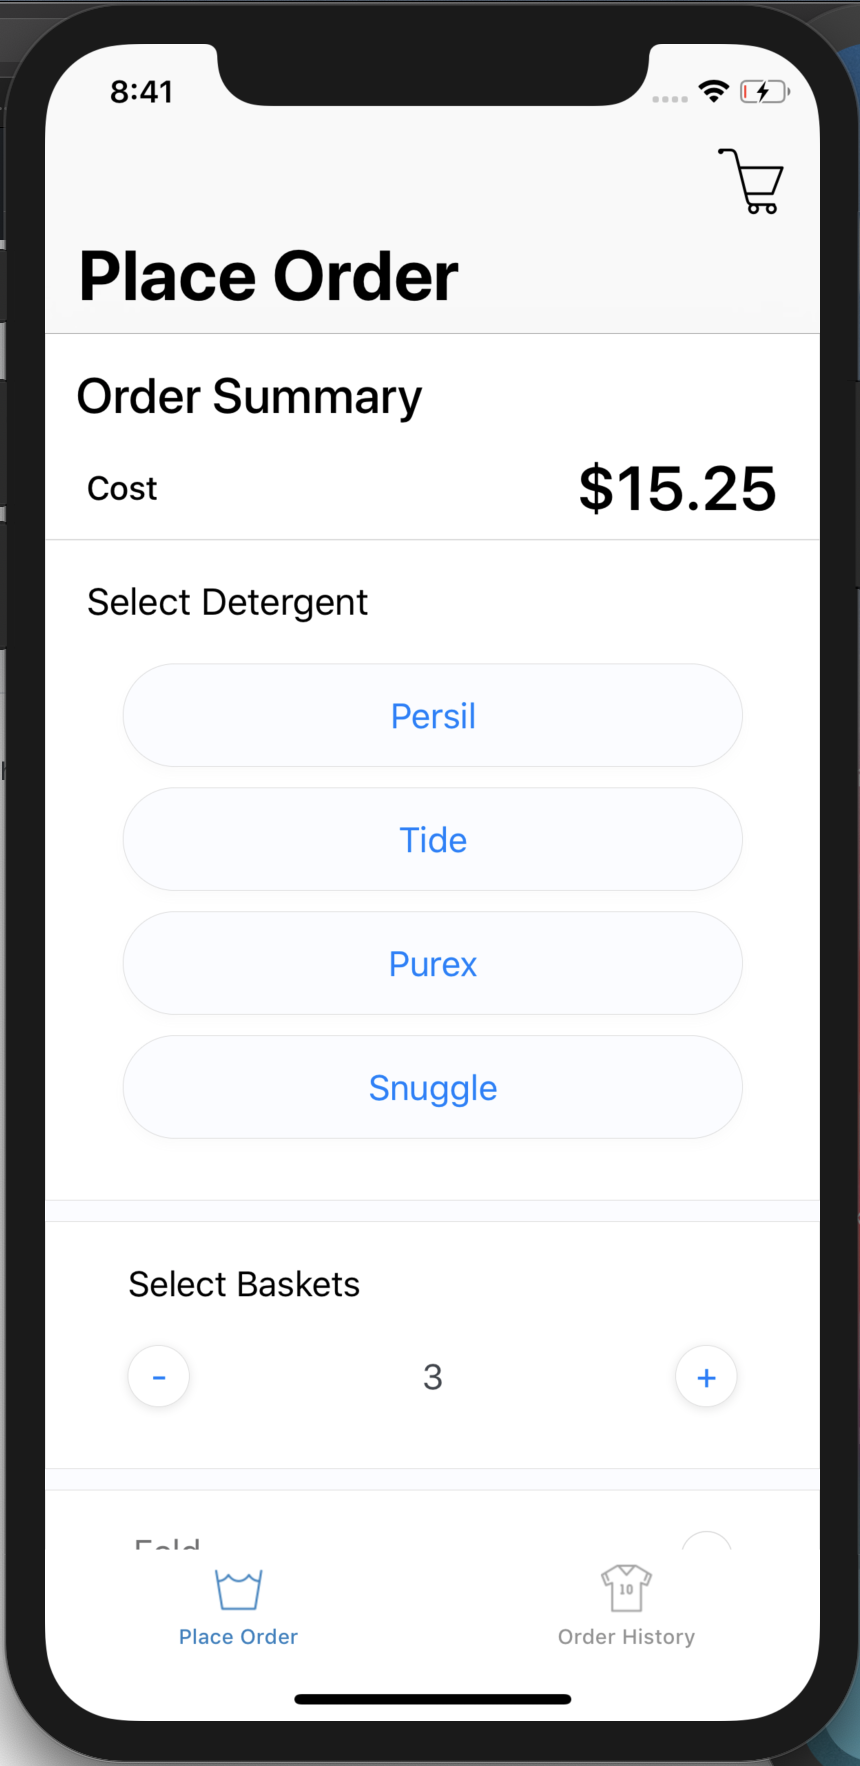 8:41
Place Order
Order Summary
Cost $15.25
Select Detergent
Persil
Tide
Purex
Snuggle
Select Baskets
- 3 +
Fold
10
Place Order Order History